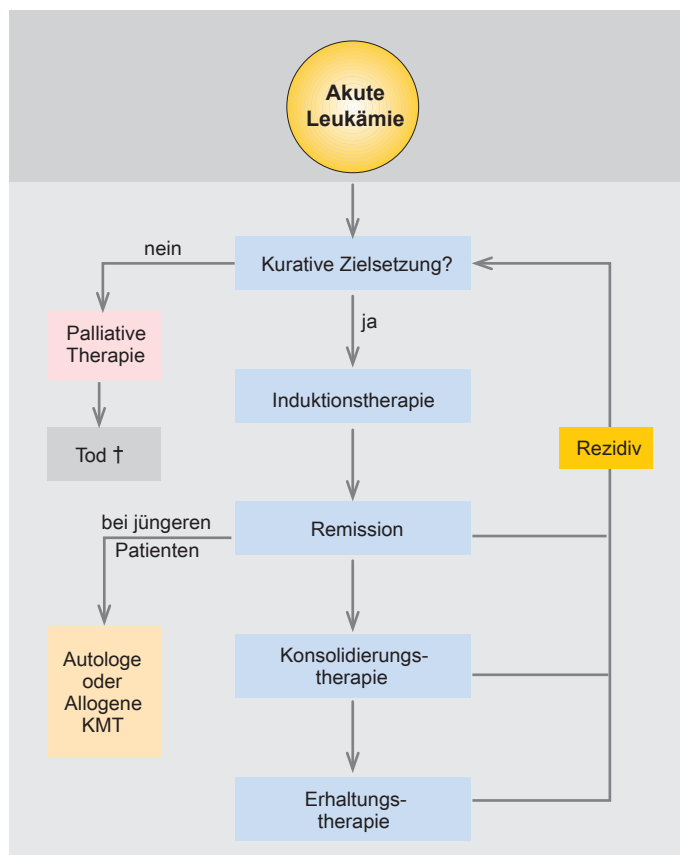 Akute
Leukämie
nein
Kurative Zielsetzung?
ja
Palliative
Therapie
Induktionstherapie
Tod †
Rezidiv
bei jüngeren
Patienten
Remission
Autologe
oder
Allogene
KMT
Konsolidierungs-
therapie
Erhaltungs-
therapie